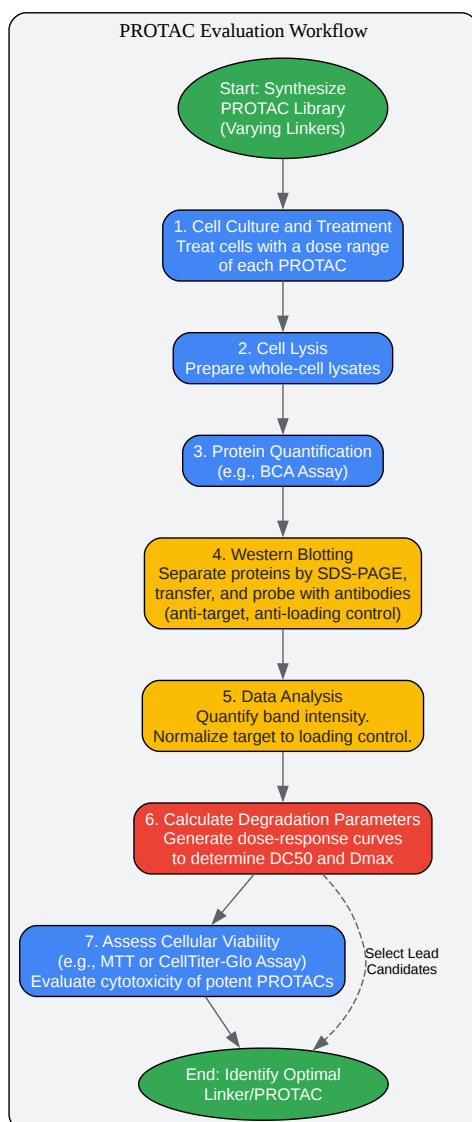 PROTAC Evaluation Workflow
Start: Synthesize
PROTAC Library
(Varying Linkers)
1. Cell Culture and Treatment
Treat cells with a dose range
of each PROTAC
2. Cell Lysis
Prepare whole-cell lysates
3. Protein Quantification
(e.g., BCA Assay)
4. Western Blotting
Separate proteins by SDS-PAGE,
transfer, and probe with antibodies
(anti-target, anti-loading control)
5. Data Analysis
Quantify band intensity.
Normalize target to loading control.
6. Calculate Degradation Parameters
Generate dose-response curves
to determine DC50 and Dmax
7. Assess Cellular Viability
(e.g., MTT or CellTiter-Glo Assay)
Evaluate cytotoxicity of potent PROTACs
Select Lead
Candidates
End: Identify Optimal
Linker/PROTAC